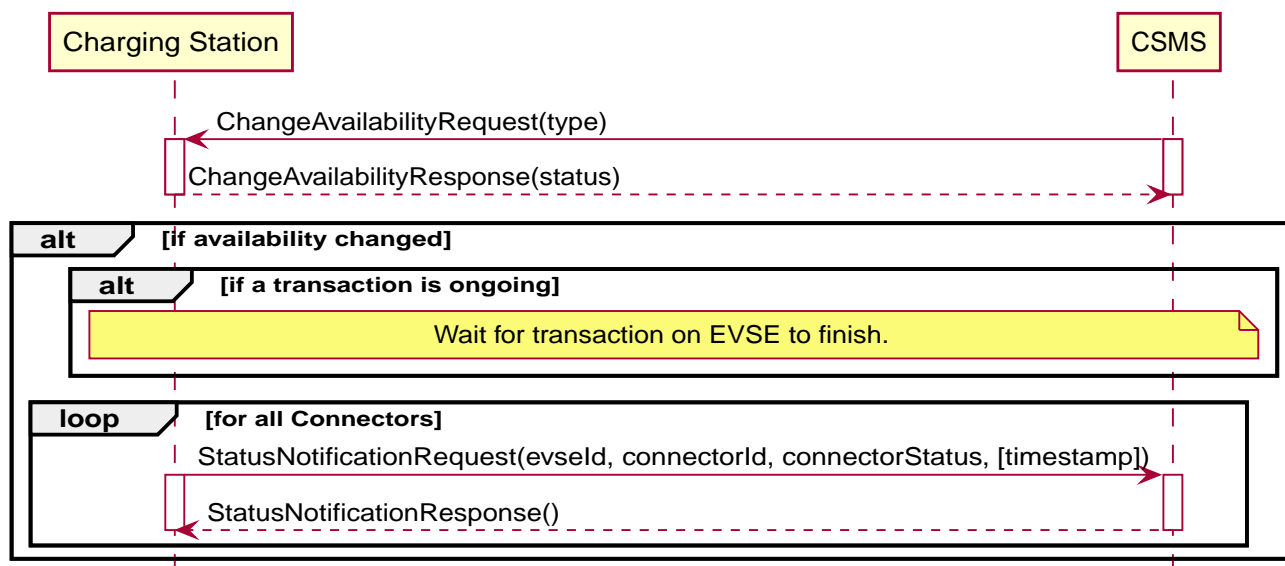 Charging Station
CSMS
ChangeAvailabilityRequest(type)
ChangeAvailabilityResponse(status)
alt [if availability changed]
alt [if a transaction is ongoing]
Wait for transaction on EVSE to finish.
loop [for all Connectors]
StatusNotificationRequest(evseId, connectorId, connectorStatus, [timestamp])
StatusNotificationResponse()